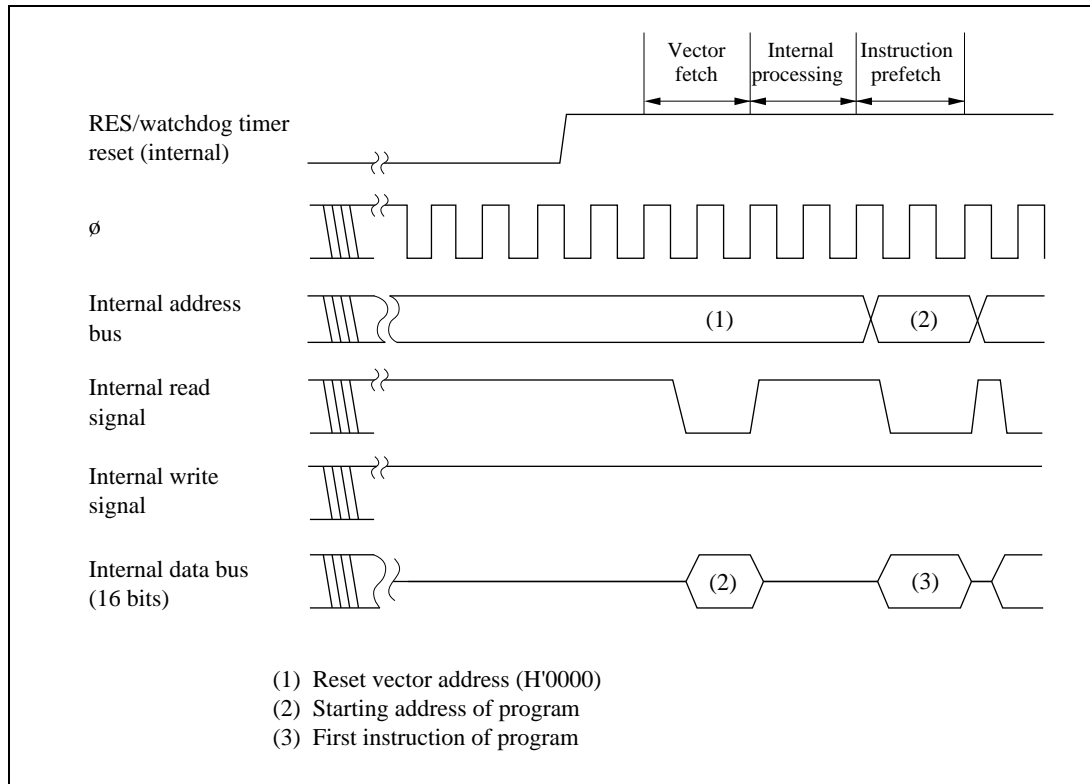 Vector
fetch
Internal
processing
Instruction
prefetch
RES/watchdog timer
reset (internal)
ø
Internal address
bus
(1)
(2)
Internal read
signal
Internal write
signal
Internal data bus
(16 bits)
(2)
(3)
(1) Reset vector address (H'0000)
(2) Starting address of program
(3) First instruction of program